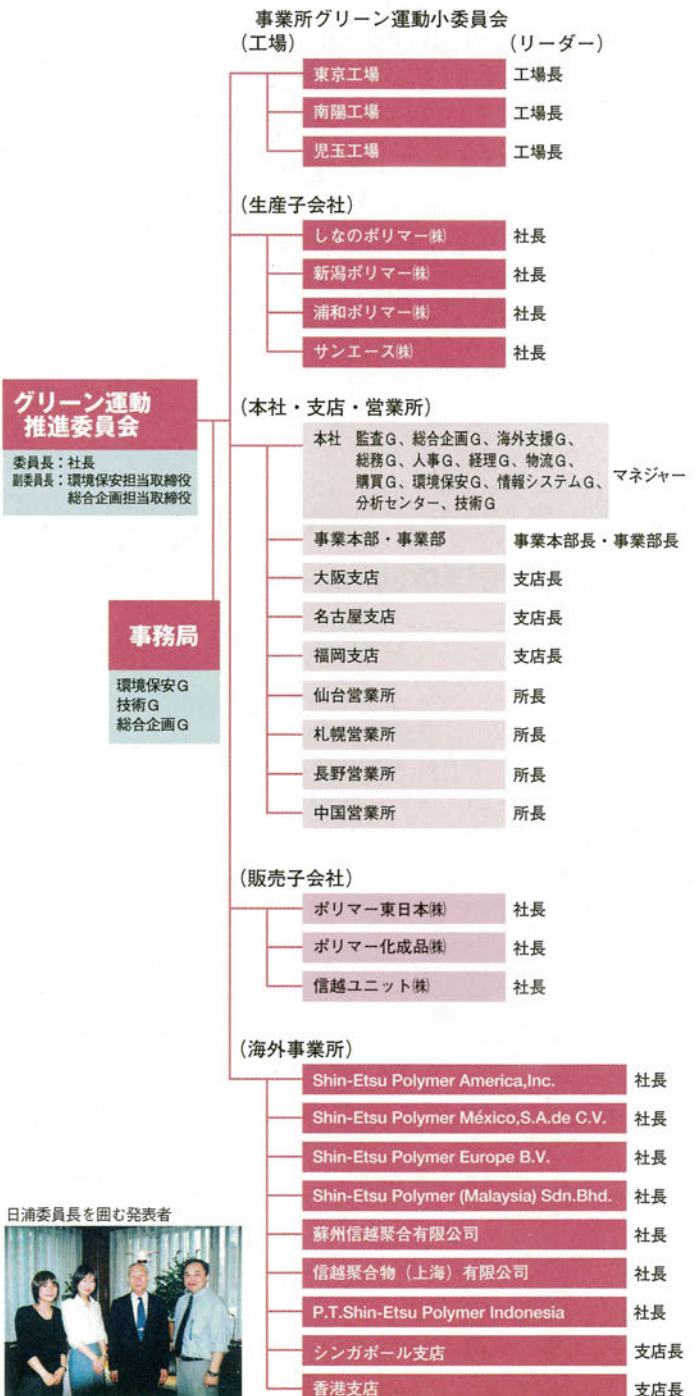 事業所グリーン運動小委員会
(工場) (リーダー)
東京工場 工場長
南陽工場 工場長
児玉工場 工場長
(生産子会社)
しなのポリマー㈱ 社長
新潟ポリマー㈱ 社長
浦和ポリマー㈱ 社長
サンエース㈱ 社長
グリーン運動
推進委員会
委員長:社長
副委員長:環境保安担当取締役
総合企画担当取締役
事務局
環境保安G
技術G
総合企画G
(本社・支店・営業所)
本社 監査G、総合企画G、海外支援G、
総務G、人事G、経理G、物流G、
購買G、環境保安G、情報システムG、
分析センター、技術G
マネジャー
事業本部・事業部 事業本部長・事業部長
大阪支店 支店長
名古屋支店 支店長
福岡支店 支店長
仙台営業所 所長
札幌営業所 所長
長野営業所 所長
中国営業所 所長
(販売子会社)
ポリマー東日本㈱ 社長
ポリマー化成品㈱ 社長
信越ユニット㈱ 社長
(海外事業所)
Shin-Etsu Polymer America,Inc. 社長
Shin-Etsu Polymer México,S.A.de C.V. 社長
Shin-Etsu Polymer Europe B.V. 社長
Shin-Etsu Polymer (Malaysia) Sdn.Bhd. 社長
蘇州信越聚合有限公司 社長
信越聚合物(上海)有限公司 社長
P.T.Shin-Etsu Polymer Indonesia 社長
シンガポール支店 支店長
香港支店 支店長
日浦委員長を囲む発表者